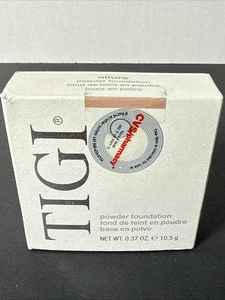 allure
powder foundation
fond de teint en poudre
base en polvo
CVS/pharmacy
TIGI®
powder foundation
fond de teint en poudre
base en polvo
NET WT. 0.37 OZ. ℮ 10.5 g